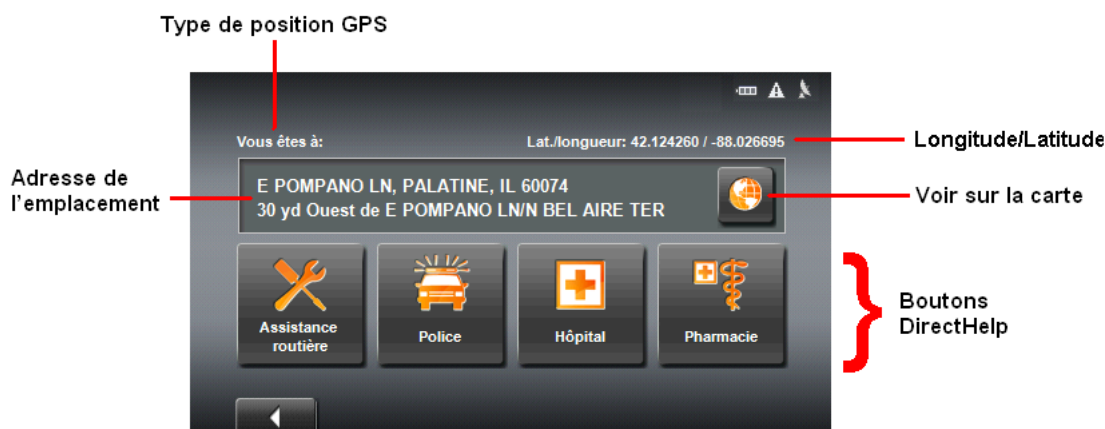 Type de position GPS
Vous êtes à:
Lat./longueur: 42.124260 / -88.026695
Longitude/Latitude
Adresse de
l'emplacement
E POMPANO LN, PALATINE, IL 60074
30 yd Ouest de E POMPANO LN/N BEL AIRE TER
Voir sur la carte
Assistance
routière
Police
Hôpital
Pharmacie
Boutons
DirectHelp